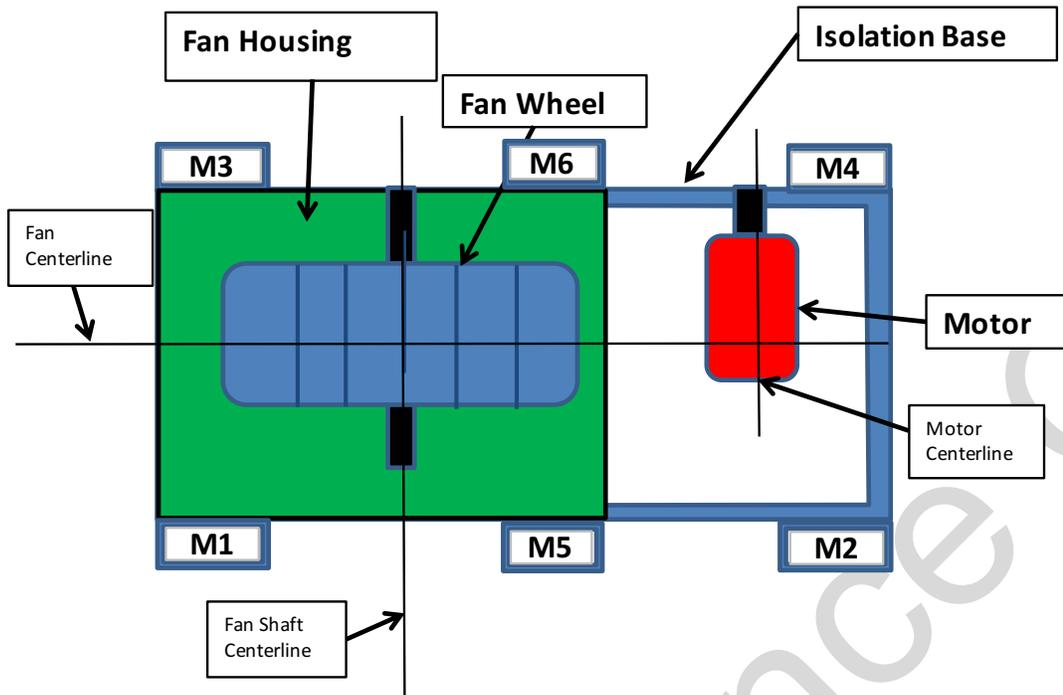 Fan Housing
Isolation Base
Fan Wheel
M3
M6
M4
Fan
Centerline
Motor
Motor
Centerline
M1
M5
M2
Fan Shaft
Centerline